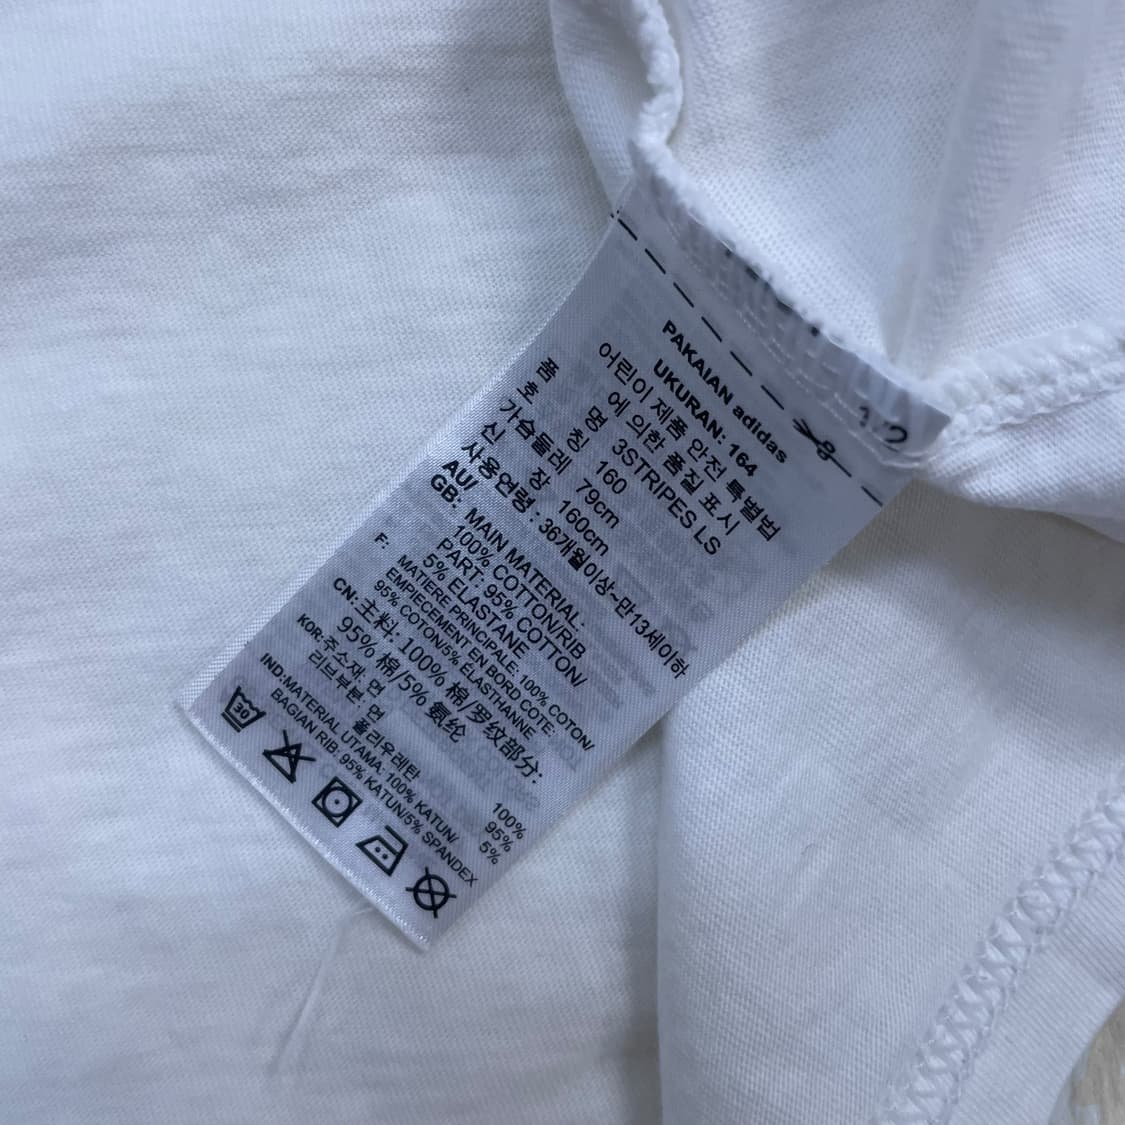 1/2
PAKAIAN adidas
UKURAN: 164
어린이 제품 안전 특별법
에 의한 품질 표시
품 명 3STRIPES LS
호 칭 160
가슴둘레 79cm
신 장 160cm
사용연령 : 36개월이상~만13세이하
AU/
GB: MAIN MATERIAL:
100% COTTON/RIB
PART: 95% COTTON/
5% ELASTANE
F: MATIÈRE PRINCIPALE: 100% COTON/
EMPIECEMENT EN BORD COTE:
95% COTON/5% ÉLASTHANNE
CN: 主料: 100% 棉/罗纹部分:
95% 棉/5% 氨纶
KOR: 주소재. 면 100%
리브부분. 면 95%
폴리우레탄 5%
IND: MATERIAL UTAMA: 100% KATUN/
BAGIAN RIB: 95% KATUN/5% SPANDEX
30